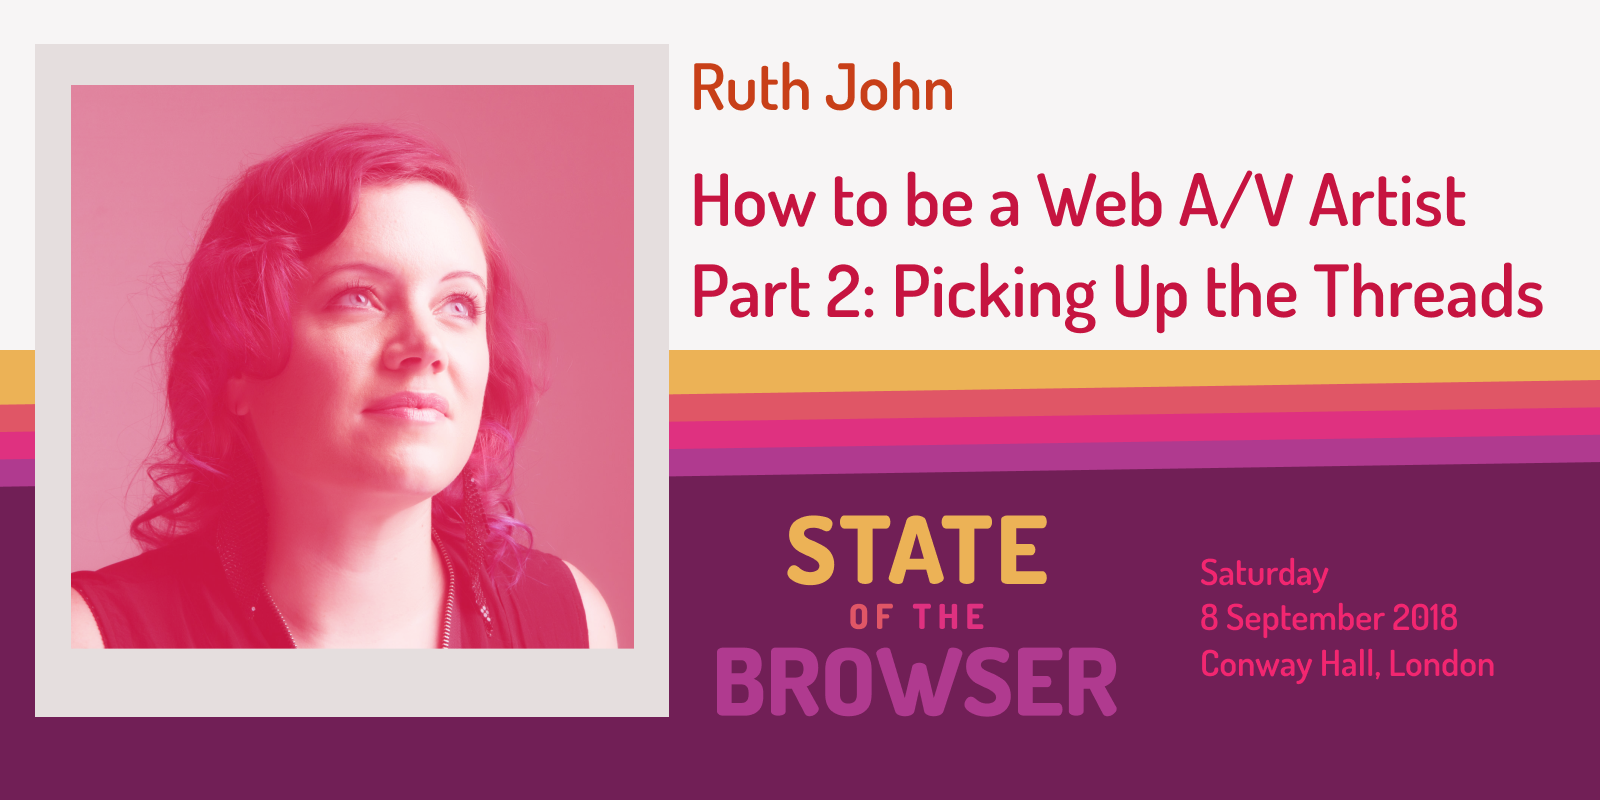 Ruth John
How to be a Web A/V Artist
Part 2: Picking Up the Threads
STATE
OF THE
BROWSER
Saturday
8 September 2018
Conway Hall, London